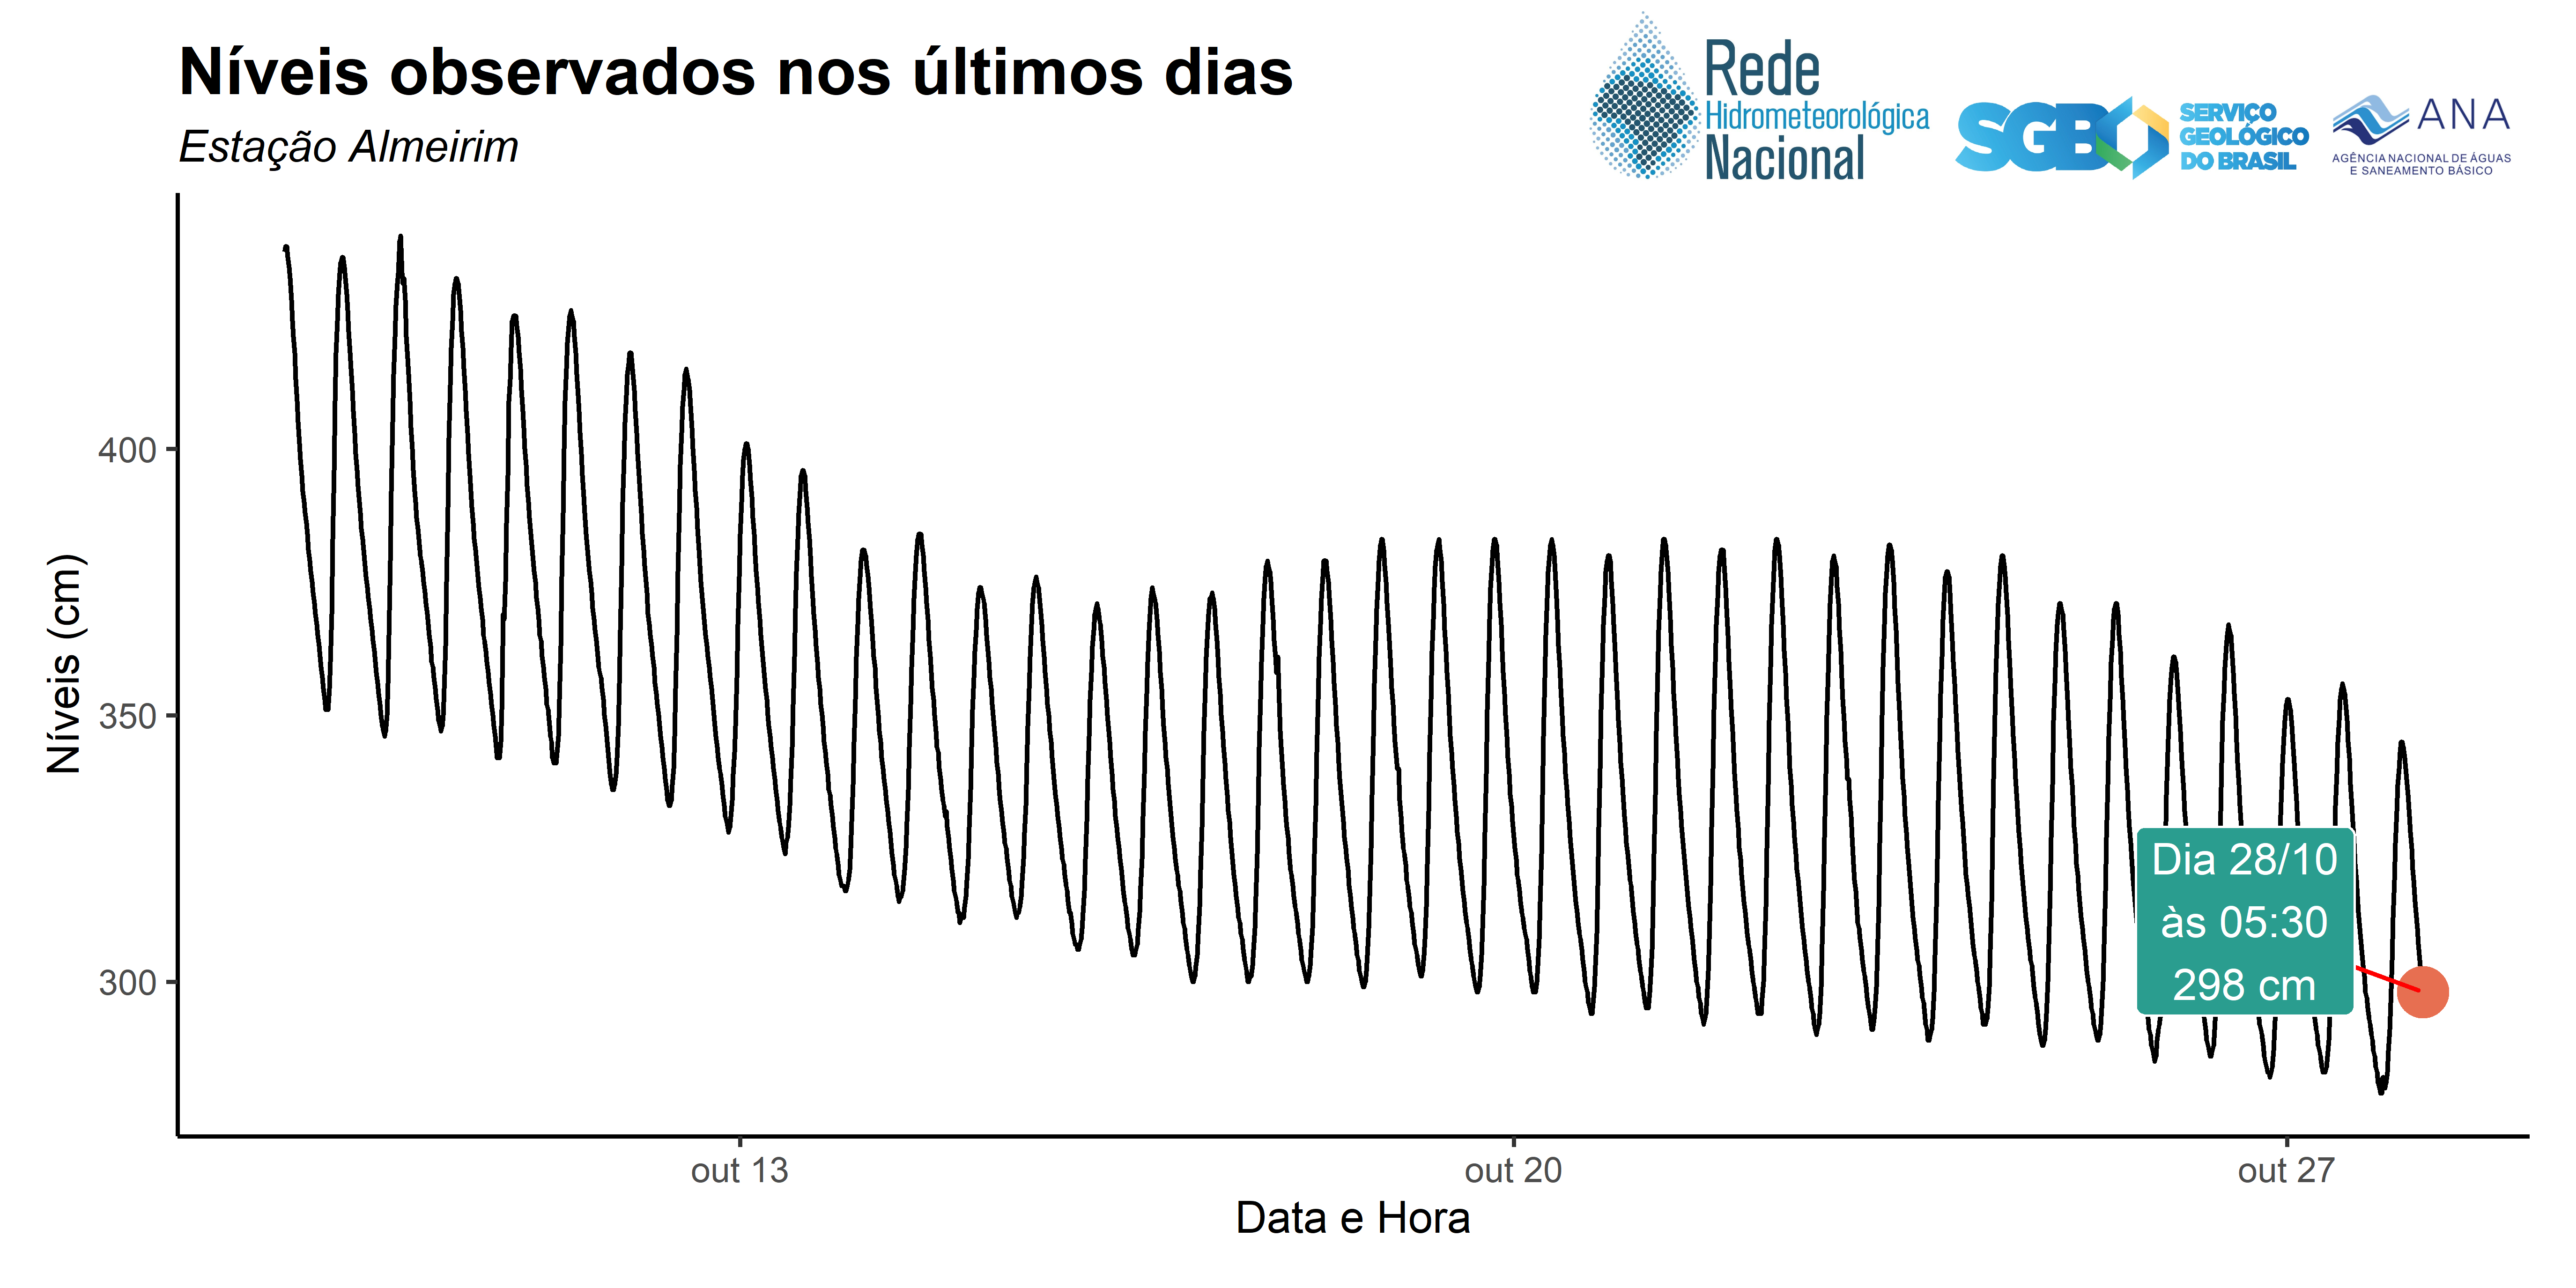 Níveis observados nos últimos dias
Estação Almeirim
Rede
Hidrometeorológica
Nacional
SGB
SERVIÇO
GEOLÓGICO
DO BRASIL
ANA
AGÊNCIA NACIONAL DE ÁGUAS
E SANEAMENTO BÁSICO
Níveis (cm)
400
350
300
Dia 28/10
às 05:30
298 cm
out 13
out 20
out 27
Data e Hora